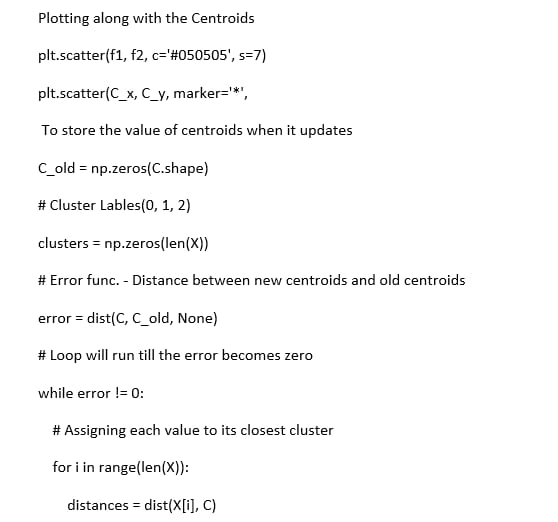 Plotting along with the Centroids
plt.scatter(f1, f2, c='#050505', s=7)
plt.scatter(C_x, C_y, marker='*',
To store the value of centroids when it updates
C_old = np.zeros(C.shape)
# Cluster Lables(0, 1, 2)
clusters = np.zeros(len(X))
# Error func. - Distance between new centroids and old centroids
error = dist(C, C_old, None)
# Loop will run till the error becomes zero
while error != 0:
# Assigning each value to its closest cluster
for i in range(len(X)):
distances = dist(X[i], C)